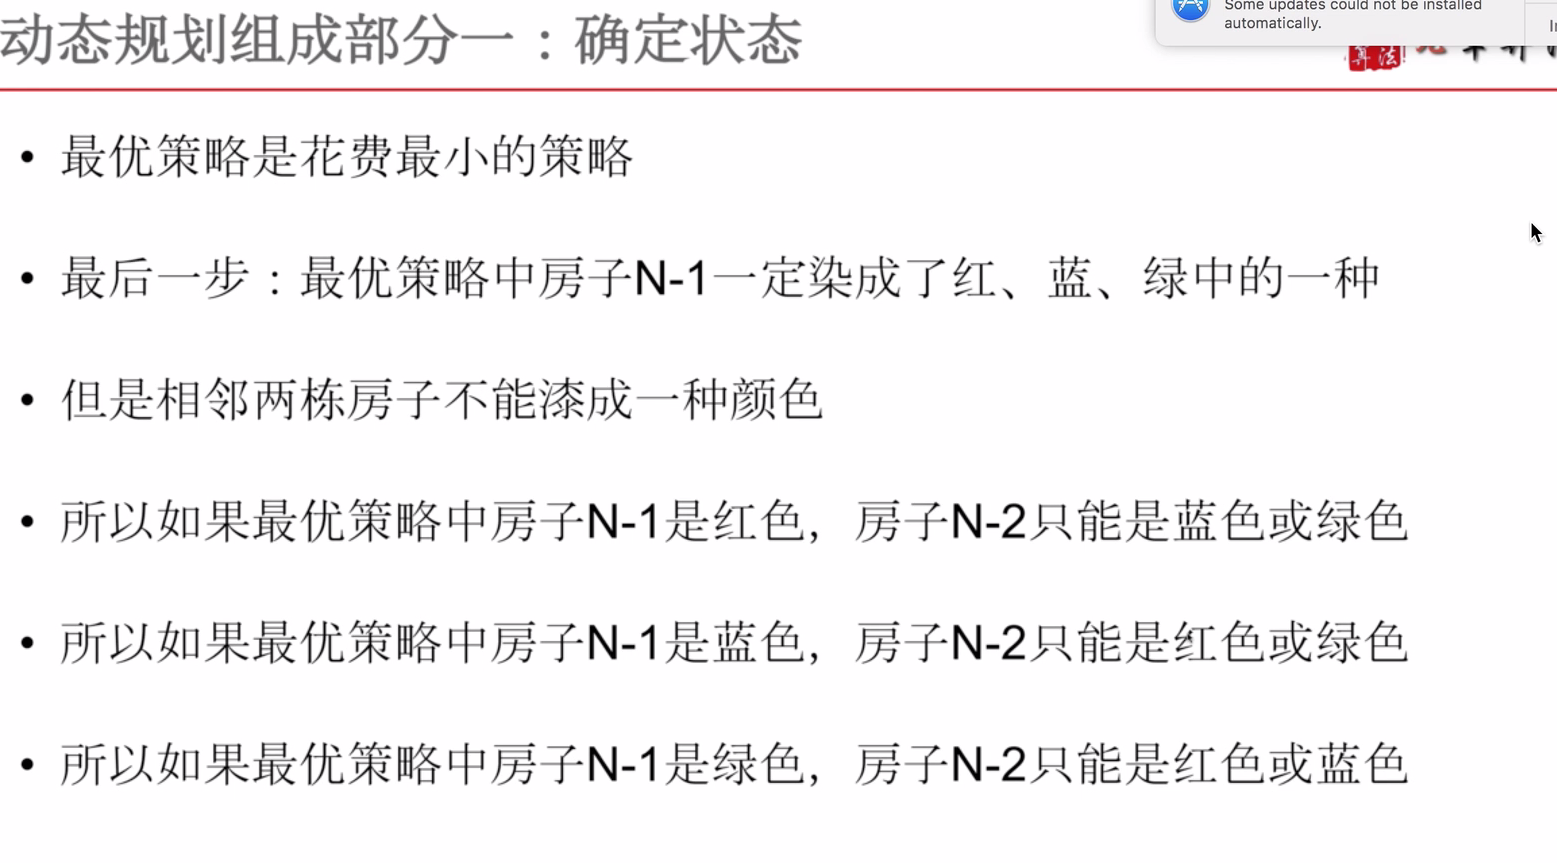 Some updates could not be installed
automatically.
动态规划组成部分一：确定状态
算法
• 最优策略是花费最小的策略
• 最后一步：最优策略中房子N-1一定染成了红、蓝、绿中的一种
• 但是相邻两栋房子不能漆成一种颜色
• 所以如果最优策略中房子N-1是红色，房子N-2只能是蓝色或绿色
• 所以如果最优策略中房子N-1是蓝色，房子N-2只能是红色或绿色
• 所以如果最优策略中房子N-1是绿色，房子N-2只能是红色或蓝色